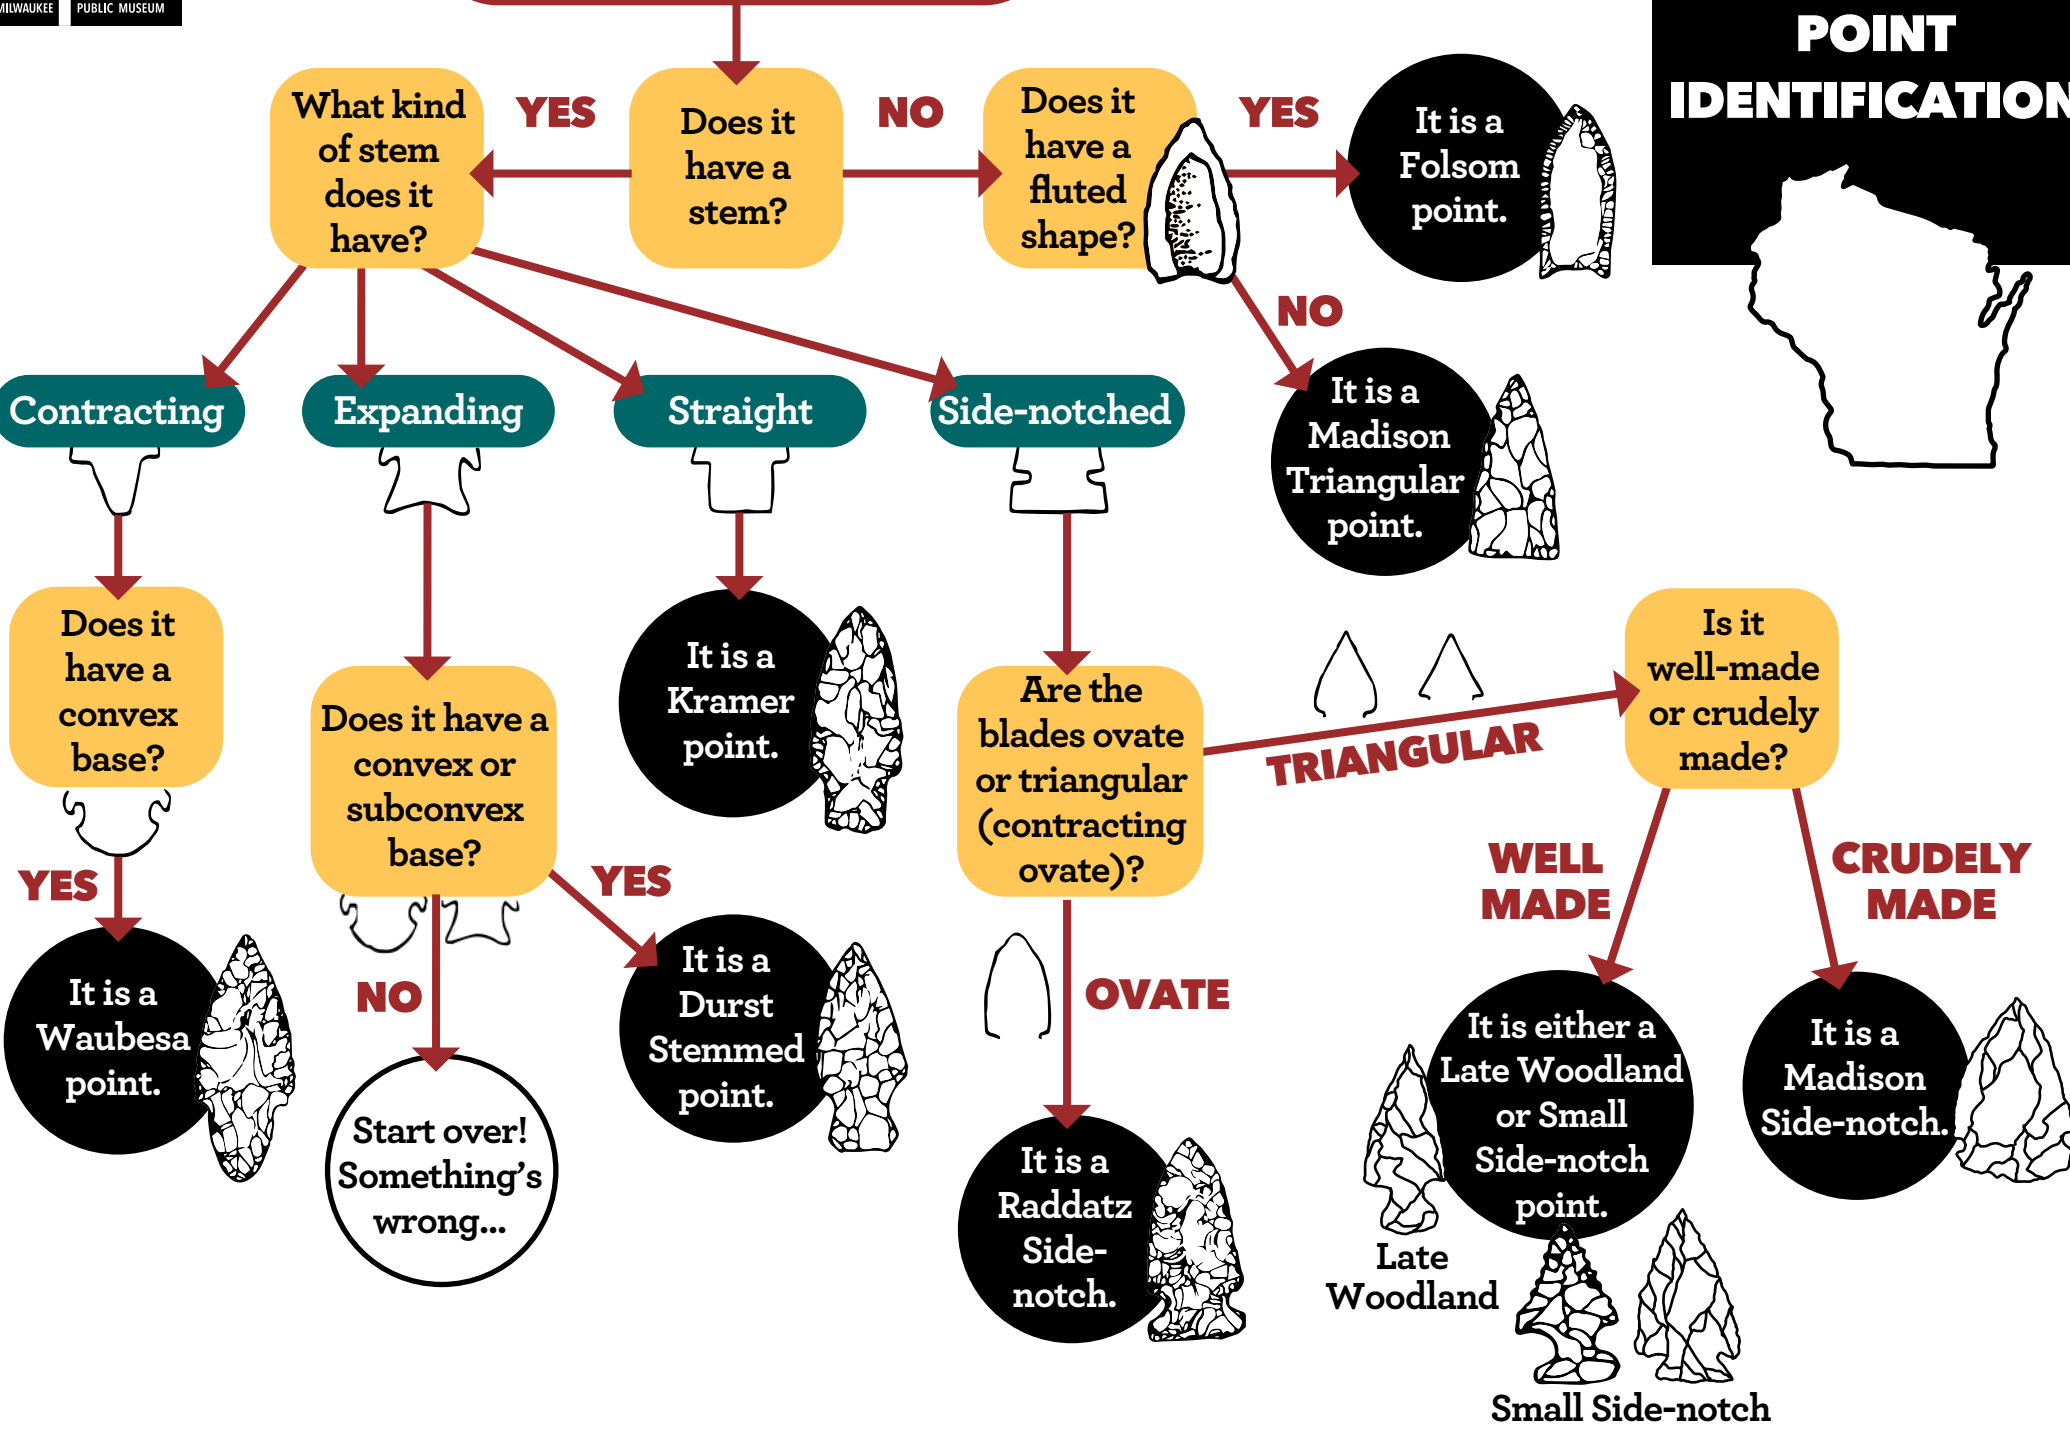 MILWAUKEE PUBLIC MUSEUM
POINT
IDENTIFICATION
What kind
of stem
does it
have?
YES
Does it
have a
stem?
NO
Does it
have a
fluted
shape?
YES
It is a
Folsom
point.
NO
It is a
Madison
Triangular
point.
Contracting
Expanding
Straight
Side-notched
Does it
have a
convex
base?
YES
It is a
Waubesa
point.
Does it have a
convex or
subconvex
base?
NO
Start over!
Something's
wrong...
YES
It is a
Durst
Stemmed
point.
It is a
Kramer
point.
Are the
blades ovate
or triangular
(contracting
ovate)?
OVATE
It is a
Raddatz
Side-
notch.
TRIANGULAR
Is it
well-made
or crudely
made?
WELL
MADE
It is either a
Late Woodland
or Small
Side-notch
point.
Late
Woodland
Small Side-notch
CRUDELY
MADE
It is a
Madison
Side-notch.